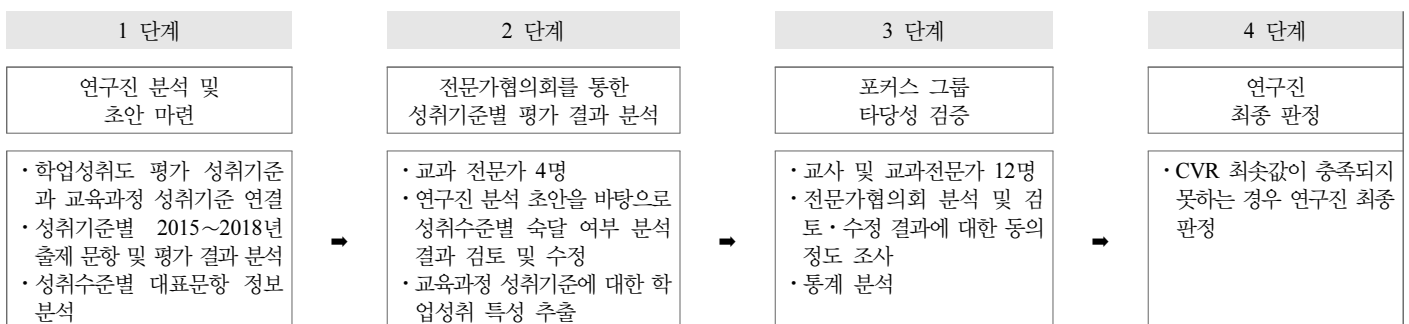 1 단계
연구진 분석 및
초안 마련
・학업성취도 평가 성취기준
과 교육과정 성취기준 연결
・성취기준별 2015~2018년
출제 문항 및 평가 결과 분석
・성취수준별 대표문항 정보
분석
➡
2 단계
전문가협의회를 통한
성취기준별 평가 결과 분석
・교과 전문가 4명
・연구진 분석 초안을 바탕으로
성취수준별 숙달 여부 분석
결과 검토 및 수정
・교육과정 성취기준에 대한 학
업성취 특성 추출
➡
3 단계
포커스 그룹
타당성 검증
・교사 및 교과전문가 12명
・전문가협의회 분석 및 검
토・수정 결과에 대한 동의
정도 조사
・통계 분석
➡
4 단계
연구진
최종 판정
・CVR 최솟값이 충족되지
못하는 경우 연구진 최종
판정